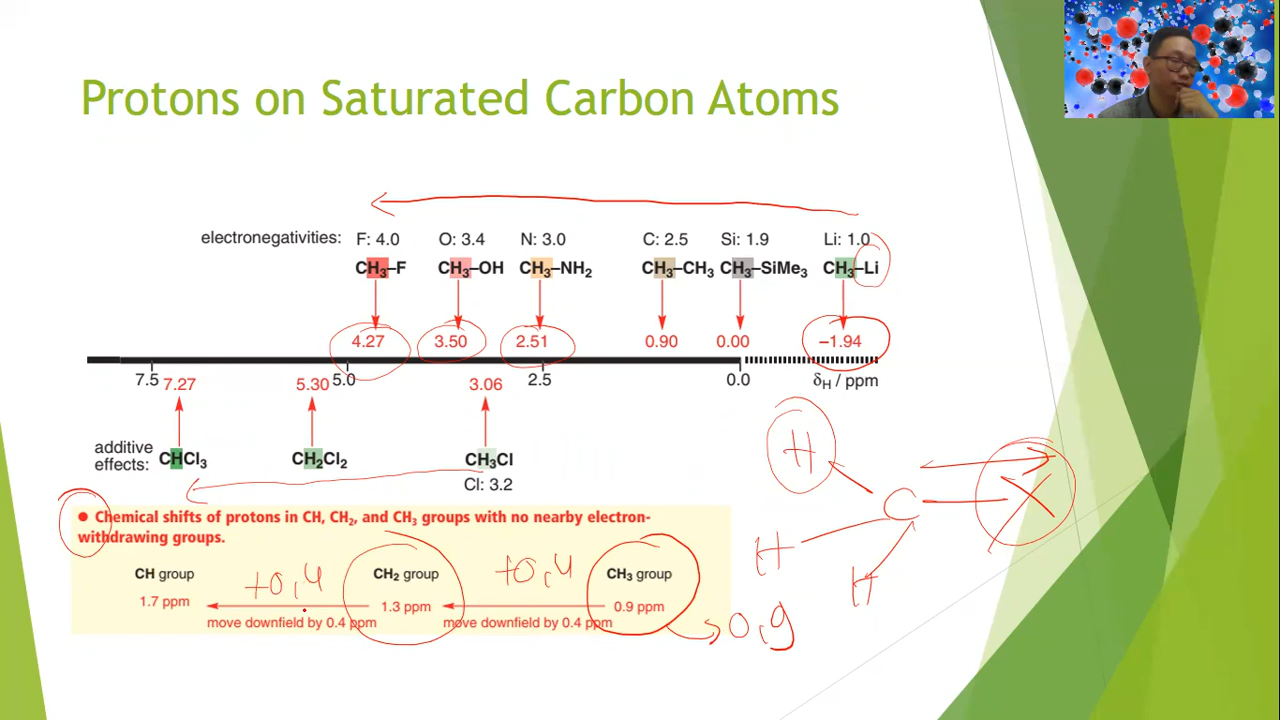 Protons on Saturated Carbon Atoms
electronegativities: F: 4.0 O: 3.4 N: 3.0 C: 2.5 Si: 1.9 Li: 1.0
CH₃–F CH₃–OH CH₃–NH₂ CH₃–CH₃ CH₃–SiMe₃ CH₃–Li
4.27 3.50 2.51 0.90 0.00 –1.94
7.5 5.0 2.5 0.0 δH / ppm
7.27 5.30 3.06
additive
effects: CHCl₃ CH₂Cl₂ CH₃Cl
Cl: 3.2
H C X
H
H
● Chemical shifts of protons in CH, CH₂, and CH₃ groups with no nearby electron-
withdrawing groups.
CH group +0,4 CH₂ group +0,4 CH₃ group
1.7 ppm 1.3 ppm 0.9 ppm
move downfield by 0.4 ppm move downfield by 0.4 ppm
0,9